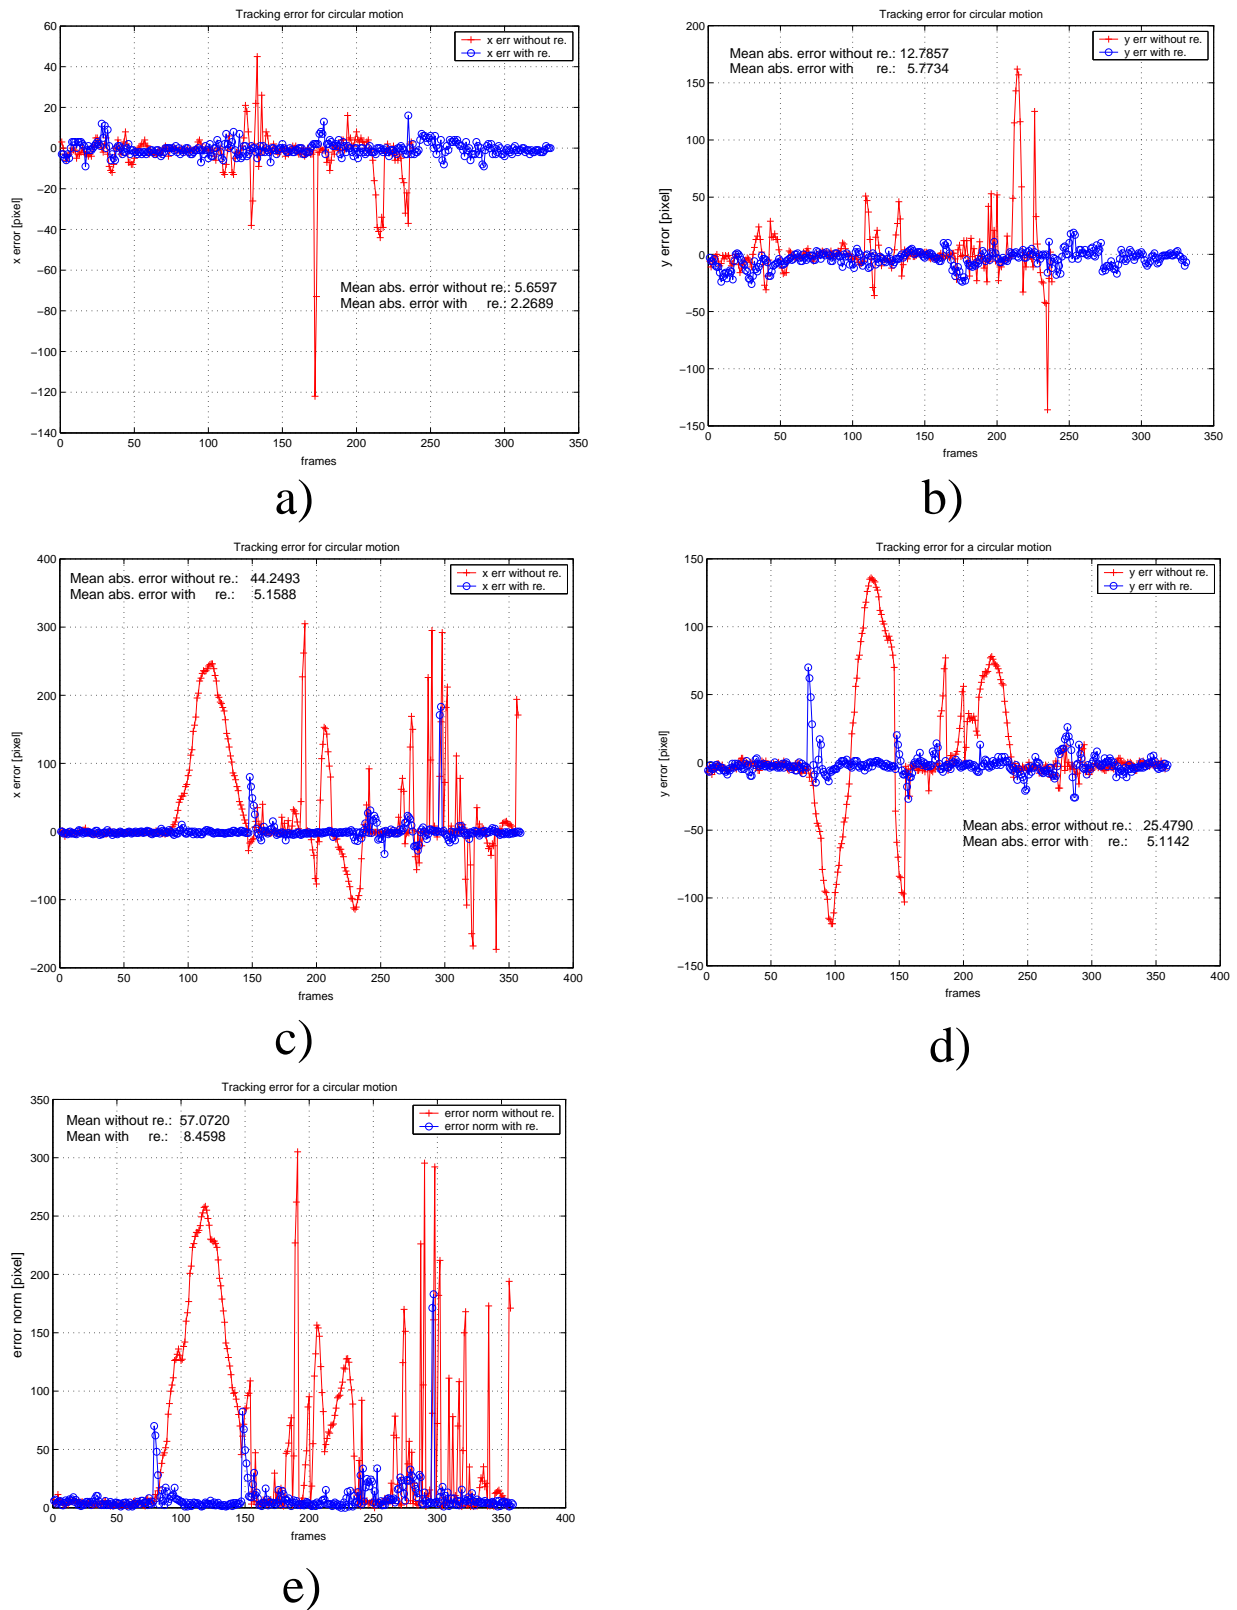 Tracking error for circular motion
60
40
20
0
−20
−40
−60
−80
−100
−120
−140
x error [pixel]
x err without re.
x err with re.
Mean abs. error without re.: 5.6597
Mean abs. error with re.: 2.2689
0 50 100 150 200 250 300 350
frames
a)
Tracking error for circular motion
200
150
100
50
0
−50
−100
−150
y error [pixel]
Mean abs. error without re.: 12.7857
Mean abs. error with re.: 5.7734
y err without re.
y err with re.
0 50 100 150 200 250 300 350
frames
b)
Tracking error for circular motion
400
300
200
100
0
−100
−200
x error [pixel]
Mean abs. error without re.: 44.2493
Mean abs. error with re.: 5.1588
x err without re.
x err with re.
0 50 100 150 200 250 300 350 400
frames
c)
Tracking error for a circular motion
150
100
50
0
−50
−100
−150
y error [pixel]
y err without re.
y err with re.
Mean abs. error without re.: 25.4790
Mean abs. error with re.: 5.1142
0 50 100 150 200 250 300 350 400
frames
d)
Tracking error for a circular motion
350
300
250
200
150
100
50
0
error norm [pixel]
Mean without re.: 57.0720
Mean with re.: 8.4598
error norm without re.
error norm with re.
0 50 100 150 200 250 300 350 400
frames
e)